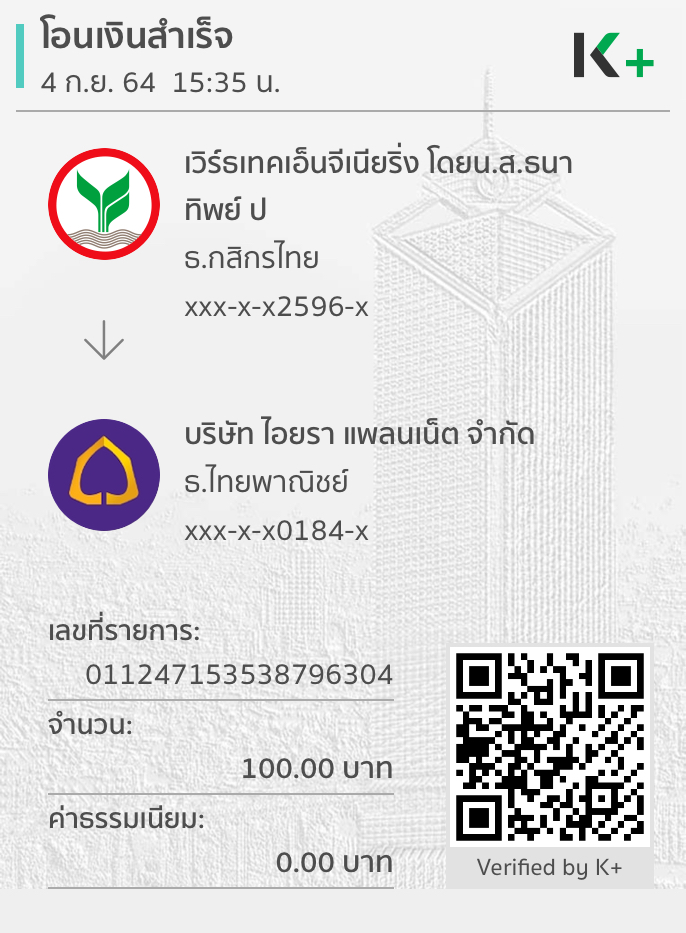 โอนเงินสำเร็จ
4 ก.ย. 64 15:35 น.
K+
เวิร์ธเทคเอ็นจีเนียริ่ง โดยน.ส.ธนา
ทิพย์ ป
ธ.กสิกรไทย
xxx-x-x2596-x
บริษัท ไอยรา แพลนเน็ต จำกัด
ธ.ไทยพาณิชย์
xxx-x-x0184-x
เลขที่รายการ:
011247153538796304
จำนวน:
100.00 บาท
ค่าธรรมเนียม:
0.00 บาท
Verified by K+